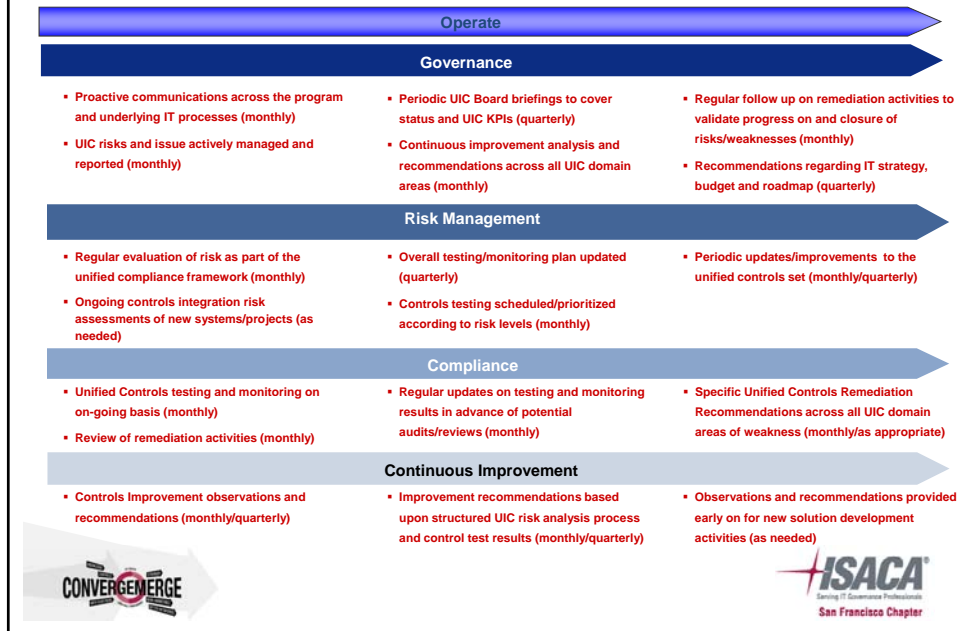 Operate
Governance
▪ Proactive communications across the program
and underlying IT processes (monthly)
▪ UIC risks and issue actively managed and
reported (monthly)
▪ Periodic UIC Board briefings to cover
status and UIC KPIs (quarterly)
▪ Continuous improvement analysis and
recommendations across all UIC domain
areas (monthly)
▪ Regular follow up on remediation activities to
validate progress on and closure of
risks/weaknesses (monthly)
▪ Recommendations regarding IT strategy,
budget and roadmap (quarterly)
Risk Management
▪ Regular evaluation of risk as part of the
unified compliance framework (monthly)
▪ Ongoing controls integration risk
assessments of new systems/projects (as
needed)
▪ Overall testing/monitoring plan updated
(quarterly)
▪ Controls testing scheduled/prioritized
according to risk levels (monthly)
▪ Periodic updates/improvements to the
unified controls set (monthly/quarterly)
Compliance
▪ Unified Controls testing and monitoring on
on-going basis (monthly)
▪ Review of remediation activities (monthly)
▪ Regular updates on testing and monitoring
results in advance of potential
audits/reviews (monthly)
▪ Specific Unified Controls Remediation
Recommendations across all UIC domain
areas of weakness (monthly/as appropriate)
Continuous Improvement
▪ Controls Improvement observations and
recommendations (monthly/quarterly)
▪ Improvement recommendations based
upon structured UIC risk analysis process
and control test results (monthly/quarterly)
▪ Observations and recommendations provided
early on for new solution development
activities (as needed)
CONVERGEMERGE
ISACA®
Serving IT Governance Professionals
San Francisco Chapter